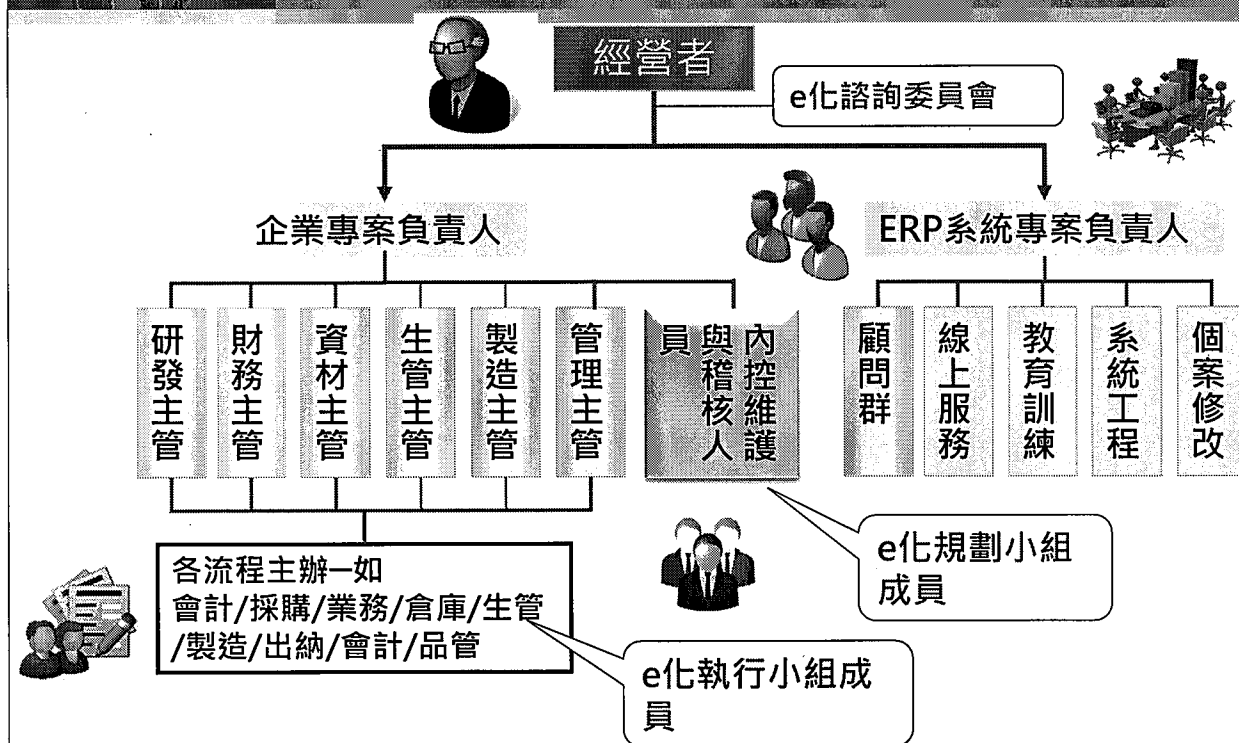 經營者
e化諮詢委員會
企業專案負責人
ERP系統專案負責人
研發主管
財務主管
資材主管
生管主管
製造主管
管理主管
內控維護
與稽核人
員
顧問群
線上服務
教育訓練
系統工程
個案修改
各流程主辦—如
會計/採購/業務/倉庫/生管
/製造/出納/會計/品管
e化規劃小組
成員
e化執行小組成
員